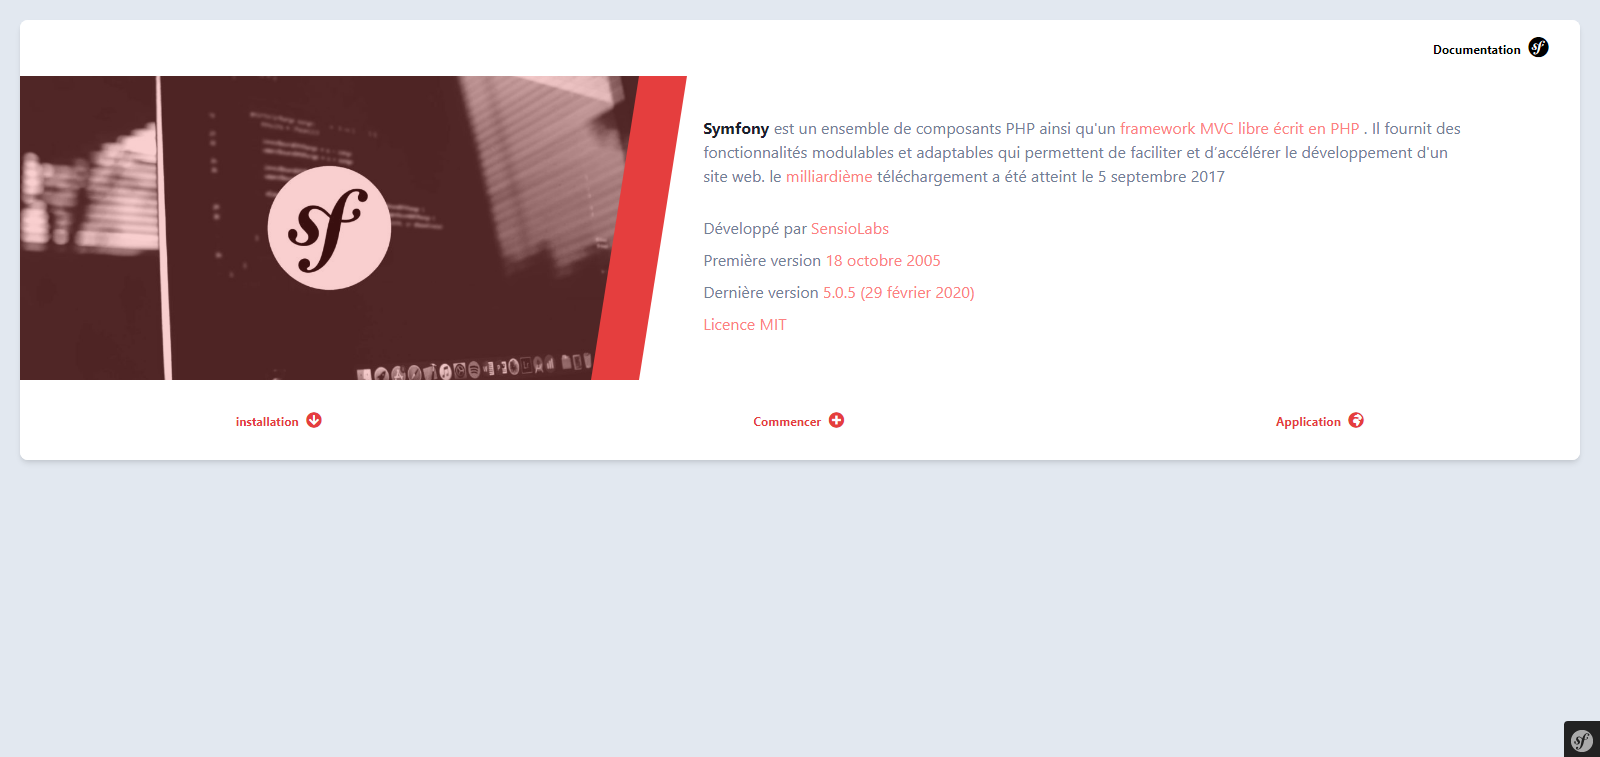 Documentation sf
Symfony est un ensemble de composants PHP ainsi qu'un framework MVC libre écrit en PHP . Il fournit des
fonctionnalités modulables et adaptables qui permettent de faciliter et d'accélérer le développement d'un
site web. le milliardième téléchargement a été atteint le 5 septembre 2017
sf
Développé par SensioLabs
Première version 18 octobre 2005
Dernière version 5.0.5 (29 février 2020)
Licence MIT
installation
Commencer
Application
sf